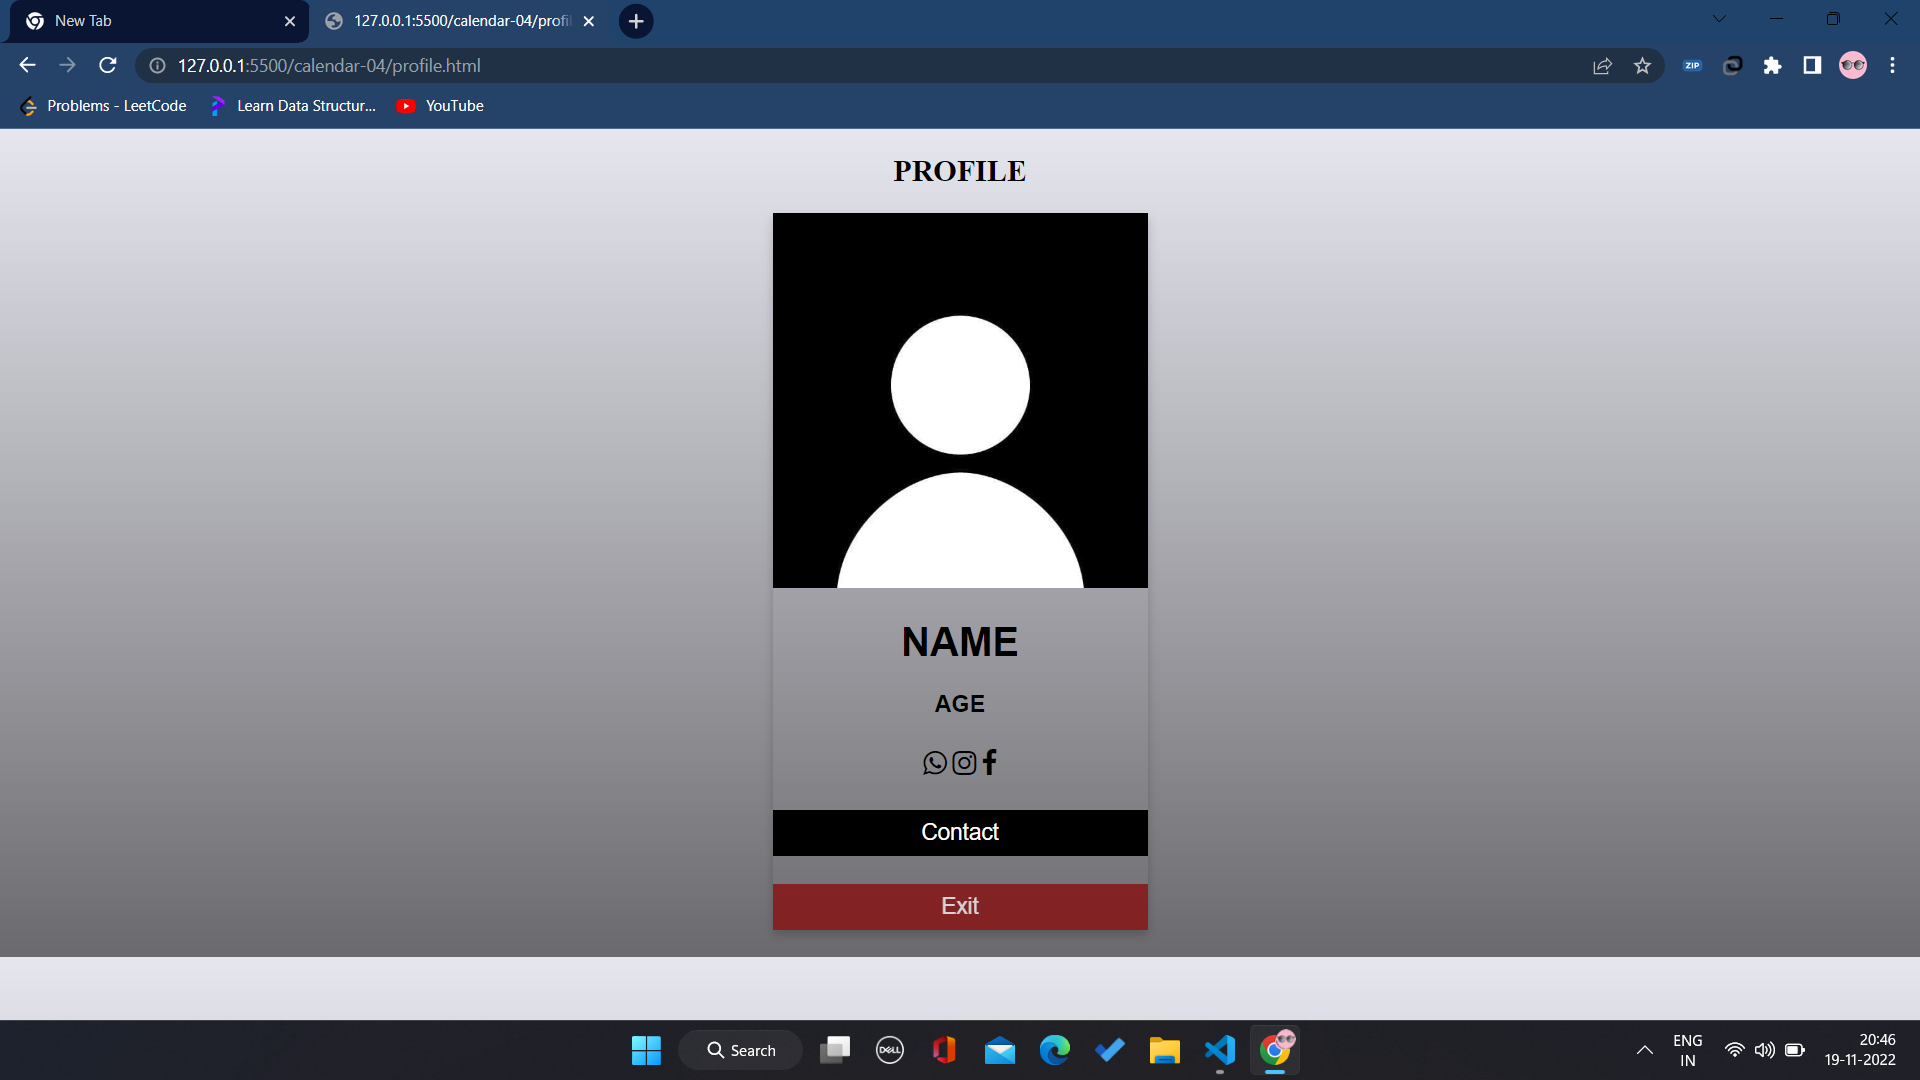 New Tab
127.0.0.1:5500/calendar-04/profil
127.0.0.1:5500/calendar-04/profile.html
ZIP
Problems - LeetCode
Learn Data Structur...
YouTube
PROFILE
NAME
AGE
Contact
Exit
Search
DELL
ENG
IN
20:46
19-11-2022